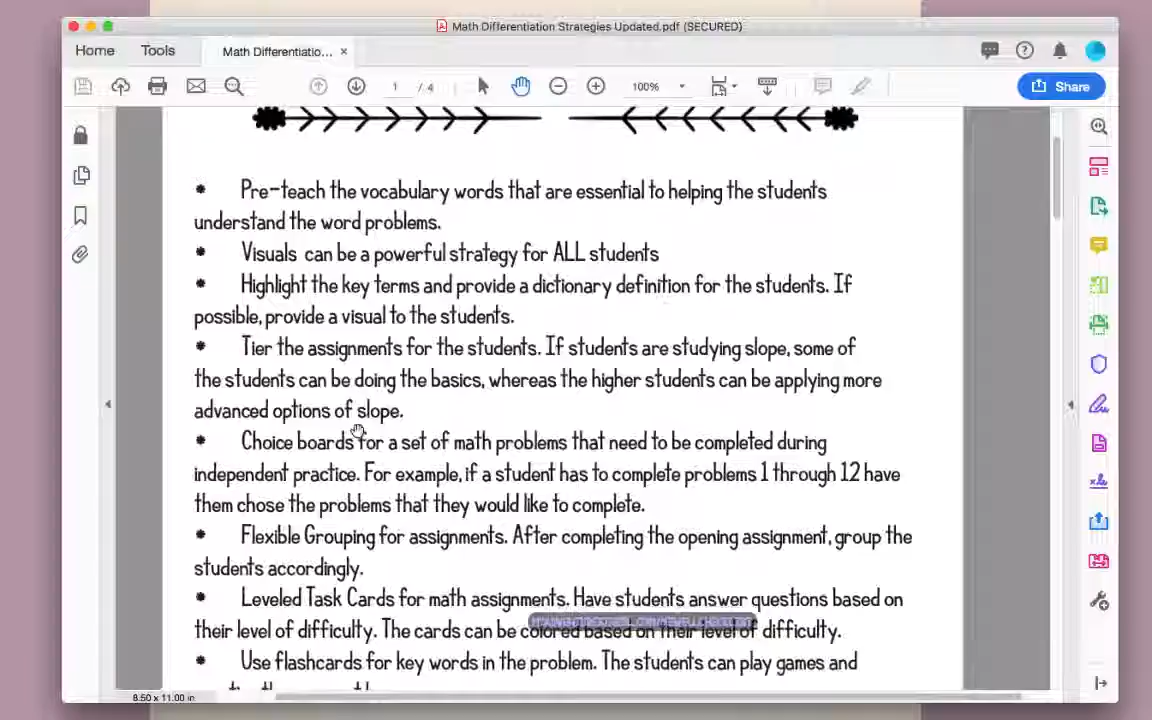 Math Differentiation Strategies Updated.pdf (SECURED)
Home Tools Math Differentiatio... ×
1 / 4 100% Share
Pre-teach the vocabulary words that are essential to helping the students
understand the word problems.
Visuals can be a powerful strategy for ALL students
Highlight the key terms and provide a dictionary definition for the students. If
possible, provide a visual to the students.
Tier the assignments for the students. If students are studying slope, some of
the students can be doing the basics, whereas the higher students can be applying more
advanced options of slope.
Choice boards for a set of math problems that need to be completed during
independent practice. For example, if a student has to complete problems 1 through 12 have
them chose the problems that they would like to complete.
Flexible Grouping for assignments. After completing the opening assignment, group the
students accordingly.
Leveled Task Cards for math assignments. Have students answer questions based on
their level of difficulty. The cards can be colored based on their level of difficulty.
Use flashcards for key words in the problem. The students can play games and
8.50 x 11.00 in